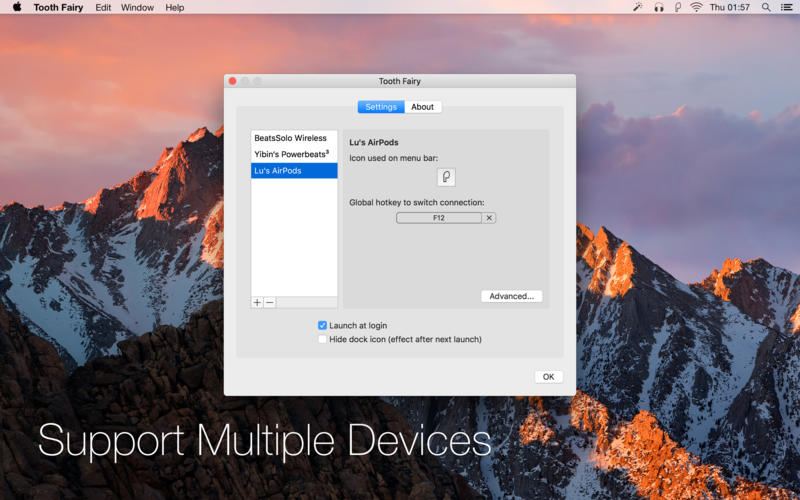 Tooth Fairy Edit Window Help Thu 01:57
Tooth Fairy
Settings About
BeatsSolo Wireless
Yibin's Powerbeats³
Lu's AirPods
Lu's AirPods
Icon used on menu bar:
Global hotkey to switch connection:
F12
Advanced...
Launch at login
Hide dock icon (effect after next launch)
OK
Support Multiple Devices